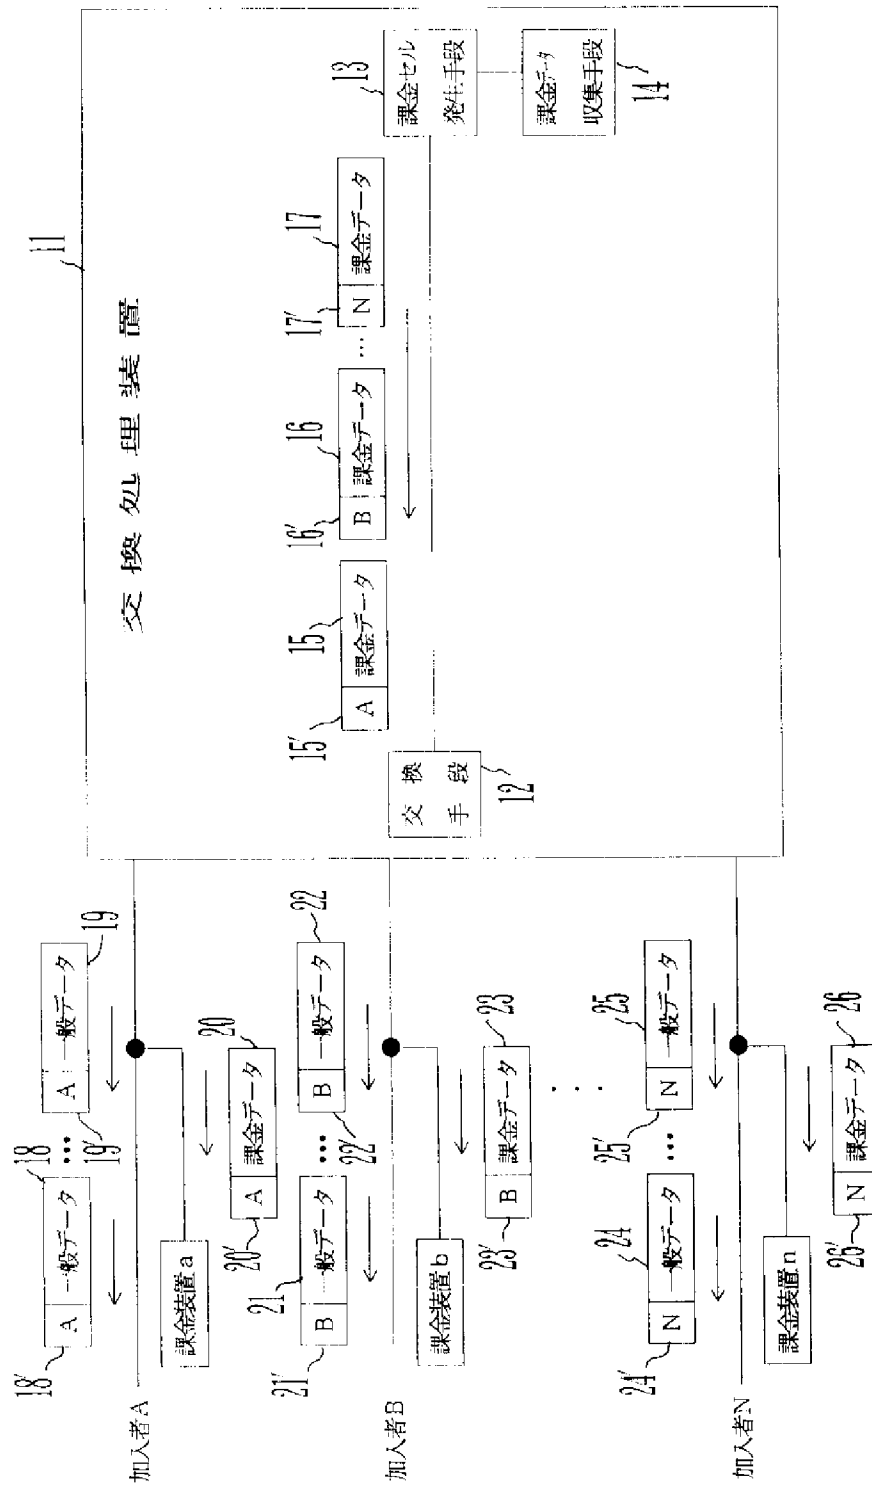 11
交換処理装置
13
課金セル
発生手段
課金データ
収集手段
14
17' N 課金データ 17
…
16' B 課金データ 16
15' A 課金データ 15
交換
手段
12
18' A 一般データ 18
…
19' A 一般データ 19
20' A 課金データ 20
課金装置a
加入者A
21' B 一般データ 21
…
22' B 一般データ 22
23' B 課金データ 23
課金装置b
加入者B
・・・
24' N 一般データ 24
…
25' N 一般データ 25
26' N 課金データ 26
課金装置n
加入者N